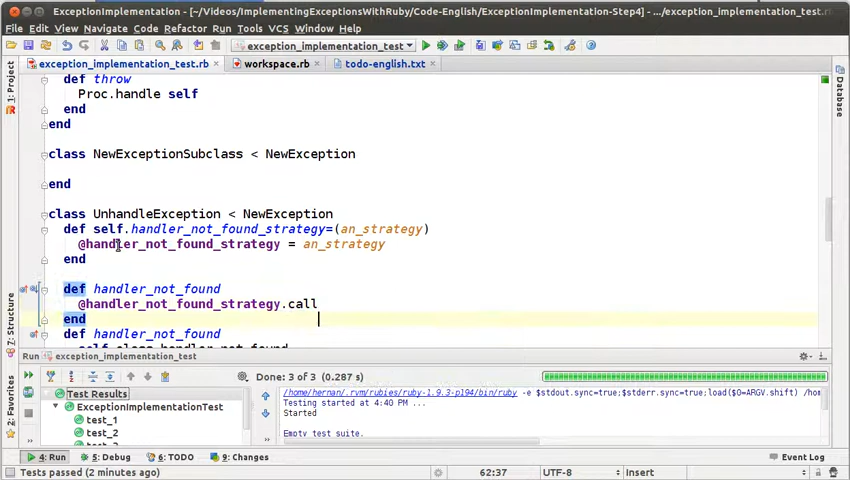 ExceptionImplementation - [~/Videos/ImplementingExceptionsWithRuby/Code-English/ExceptionImplementation-Step4] - .../exception_implementation_test.r
File Edit View Navigate Code Refactor Run Tools VCS Window Help
exception_implementation_test
exception_implementation_test.rb workspace.rb todo-english.txt
1: Project
Database
def throw
Proc.handle self
end
end
class NewExceptionSubclass < NewException
end
class UnhandleException < NewException
def self.handler_not_found_strategy=(an_strategy)
@handler_not_found_strategy = an_strategy
end
def handler_not_found
@handler_not_found_strategy.call
end
def handler_not_found
self.class.handler_not_found
7: Structure
2: Favorites
Run exception_implementation_test
Done: 3 of 3 (0.287 s)
Test Results
ExceptionImplementationTest
test_1
test_2
/home/hernan/.rvm/rubies/ruby-1.9.3-p194/bin/ruby -e $stdout.sync=true;$stderr.sync=true;load($0=ARGV.shift) /hom
Testing started at 4:40 PM ...
Started
Empty test suite.
4: Run 5: Debug 6: TODO 9: Changes Event Log
Tests passed (2 minutes ago) 62:37 UTF-8 Insert